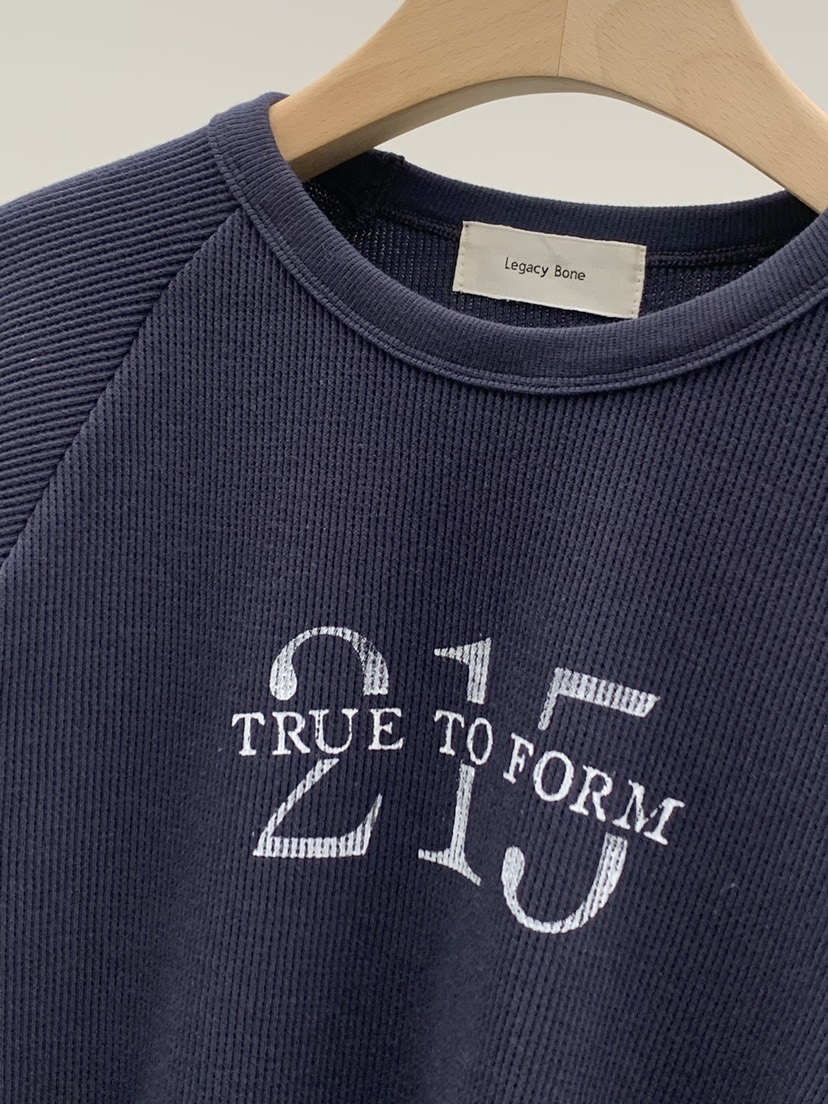 Legacy Bone
215
TRUE TO FORM